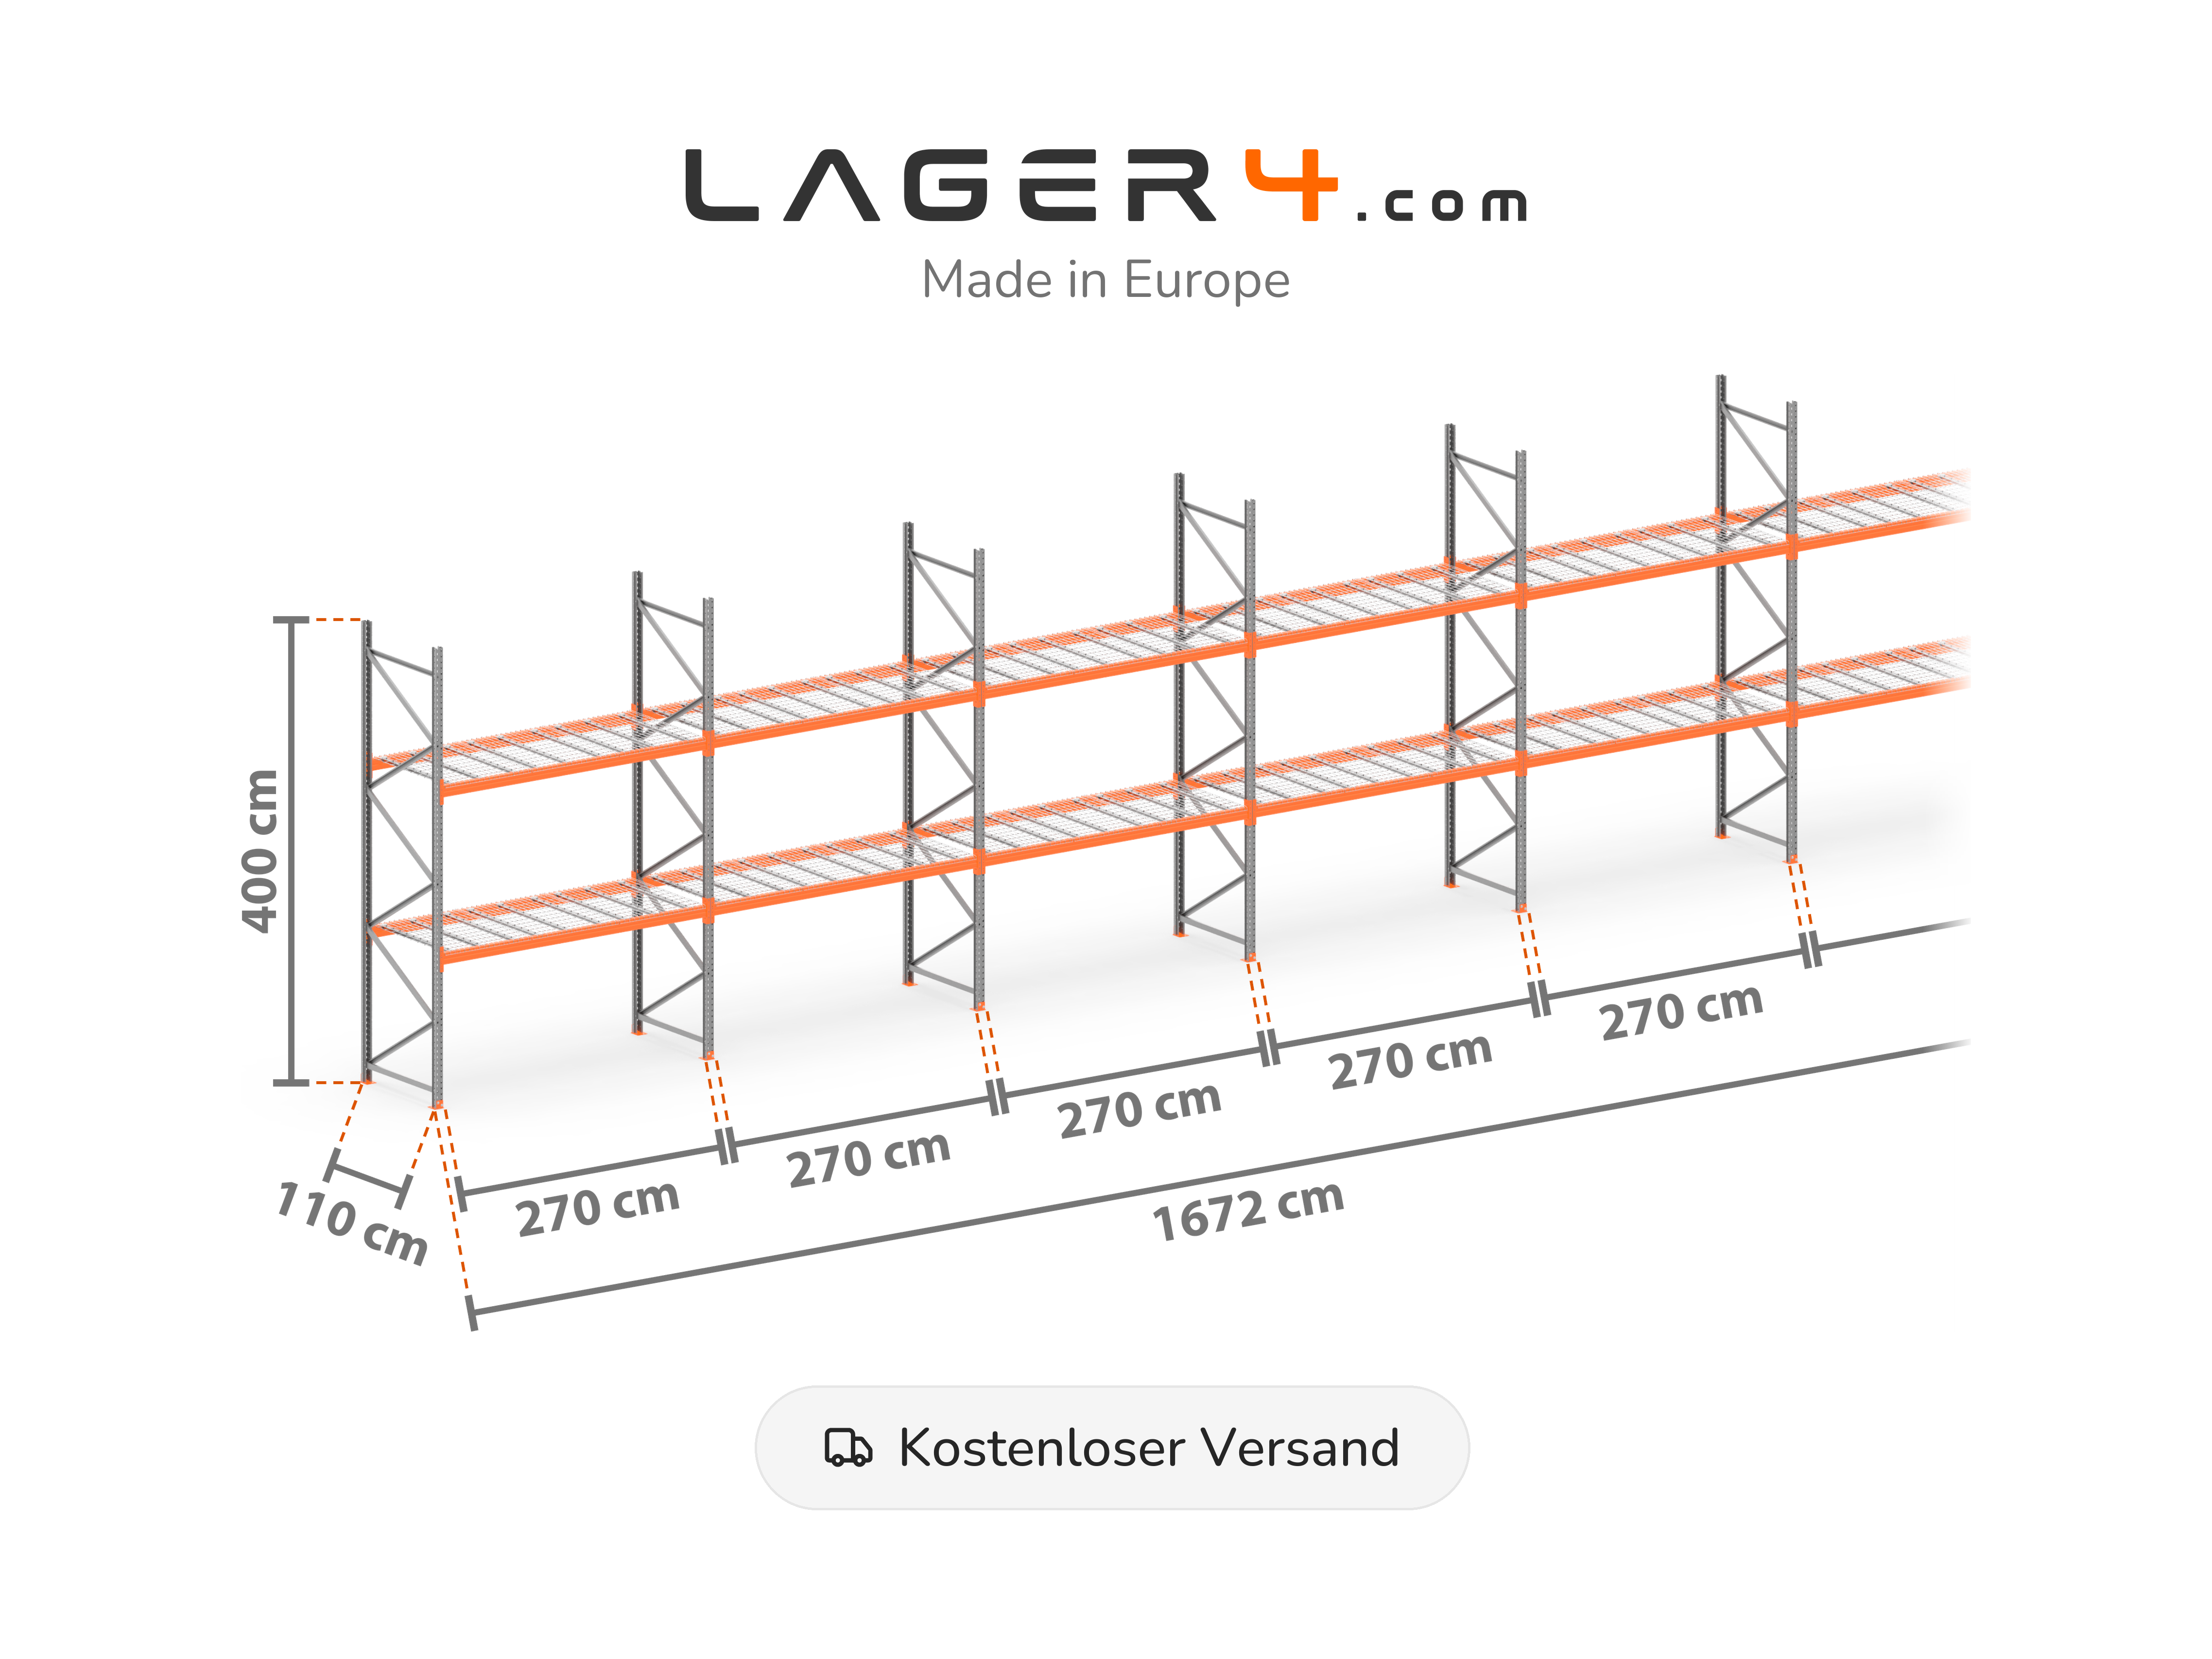 LAGER4.com
Made in Europe
400 cm
110 cm
270 cm
270 cm
270 cm
270 cm
270 cm
1672 cm
Kostenloser Versand